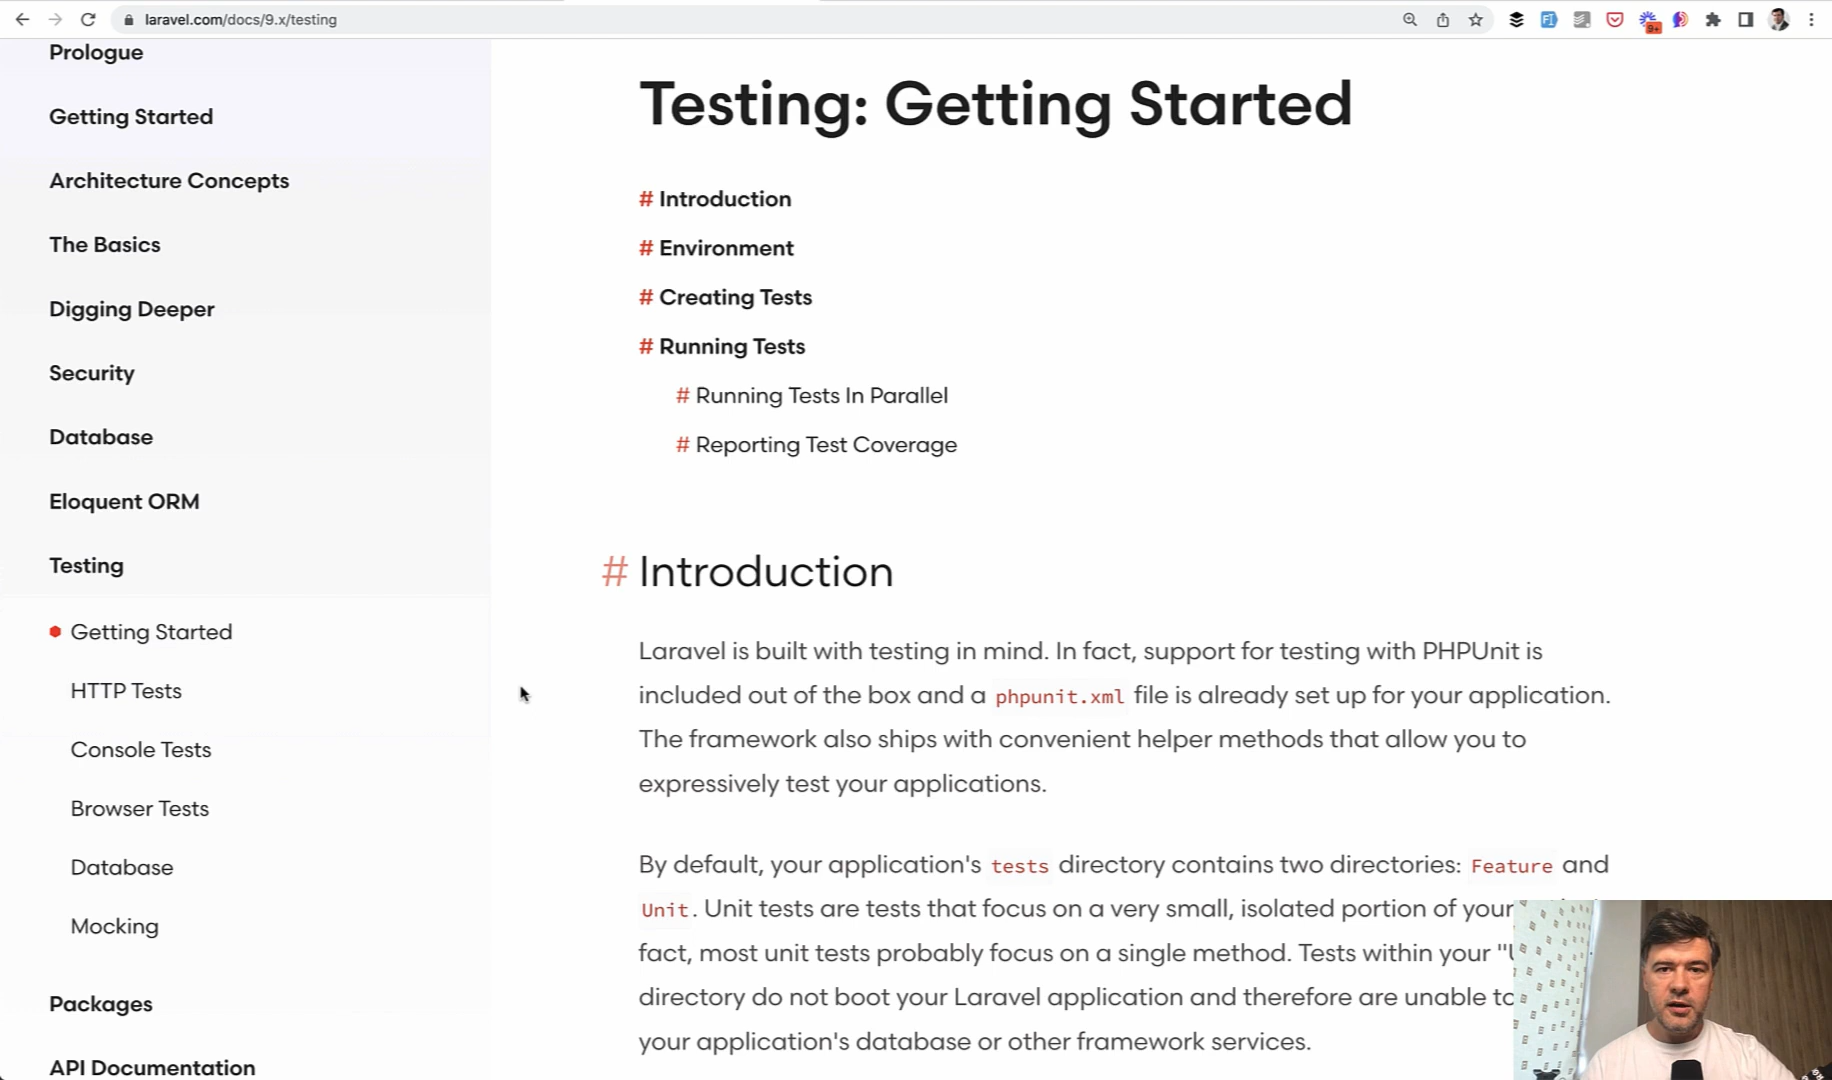 laravel.com/docs/9.x/testing
9+
Prologue
Getting Started
Architecture Concepts
The Basics
Digging Deeper
Security
Database
Eloquent ORM
Testing
Getting Started
HTTP Tests
Console Tests
Browser Tests
Database
Mocking
Packages
API Documentation
Testing: Getting Started
# Introduction
# Environment
# Creating Tests
# Running Tests
# Running Tests In Parallel
# Reporting Test Coverage
# Introduction
Laravel is built with testing in mind. In fact, support for testing with PHPUnit is
included out of the box and a phpunit.xml file is already set up for your application.
The framework also ships with convenient helper methods that allow you to
expressively test your applications.
By default, your application's tests directory contains two directories: Feature and
Unit. Unit tests are tests that focus on a very small, isolated portion of your
fact, most unit tests probably focus on a single method. Tests within your "
directory do not boot your Laravel application and therefore are unable to
your application's database or other framework services.